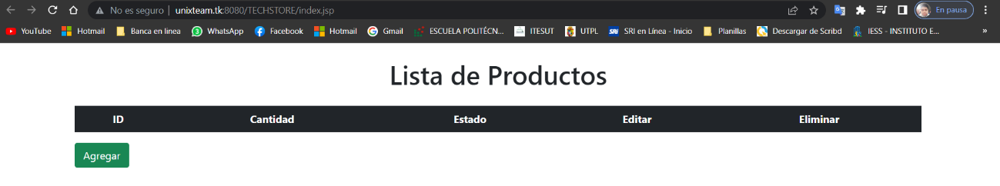 No es seguro | unixteam.tk:8080/TECHSTORE/index.jsp En pausa
YouTube Hotmail Banca en linea 3 WhatsApp Facebook Hotmail Gmail ESCUELA POLITÉCN... ITESUT UTPL SRi SRI en Línea - Inicio Planillas Descargar de Scribd IESS - INSTITUTO E... »
Lista de Productos
ID Cantidad Estado Editar Eliminar
Agregar